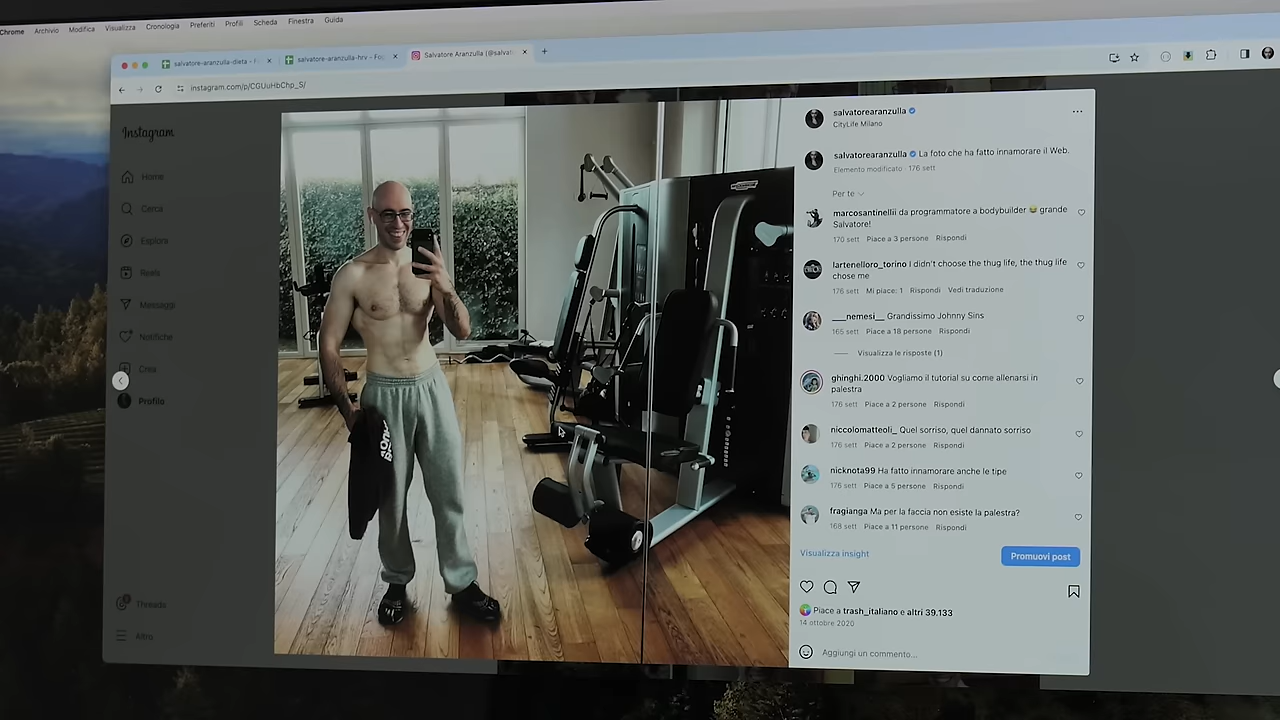 Chrome Archivio Modifica Visualizza Cronologia Preferiti Profili Scheda Finestra Guida
salvatore-aranzulla-dieta - F
salvatore-aranzulla-hrv - Fog
Salvatore Aranzulla (@salvat
instagram.com/p/CGUuHbChp_S/
Instagram
Home
Cerca
Esplora
Reels
Messaggi
Notifiche
Crea
Profilo
Threads
Altro
salvatorearanzulla
CityLife Milano
salvatorearanzulla La foto che ha fatto innamorare il Web.
Elemento modificato · 176 sett
Per te
marcosantinellii da programmatore a bodybuilder 😂 grande
Salvatore!
170 sett Piace a 3 persone Rispondi
lartenelloro_torino I didn't choose the thug life, the thug life
chose me
176 sett Mi piace: 1 Rispondi Vedi traduzione
___nemesi__ Grandissimo Johnny Sins
165 sett Piace a 18 persone Rispondi
Visualizza le risposte (1)
ghinghi.2000 Vogliamo il tutorial su come allenarsi in
palestra
176 sett Piace a 2 persone Rispondi
niccolomatteoli_ Quel sorriso, quel dannato sorriso
176 sett Piace a 2 persone Rispondi
nicknota99 Ha fatto innamorare anche le tipe
176 sett Piace a 5 persone Rispondi
fragianga Ma per la faccia non esiste la palestra?
168 sett Piace a 11 persone Rispondi
Visualizza insight
Promuovi post
Piace a trash_italiano e altri 39.133
14 ottobre 2020
Aggiungi un commento...